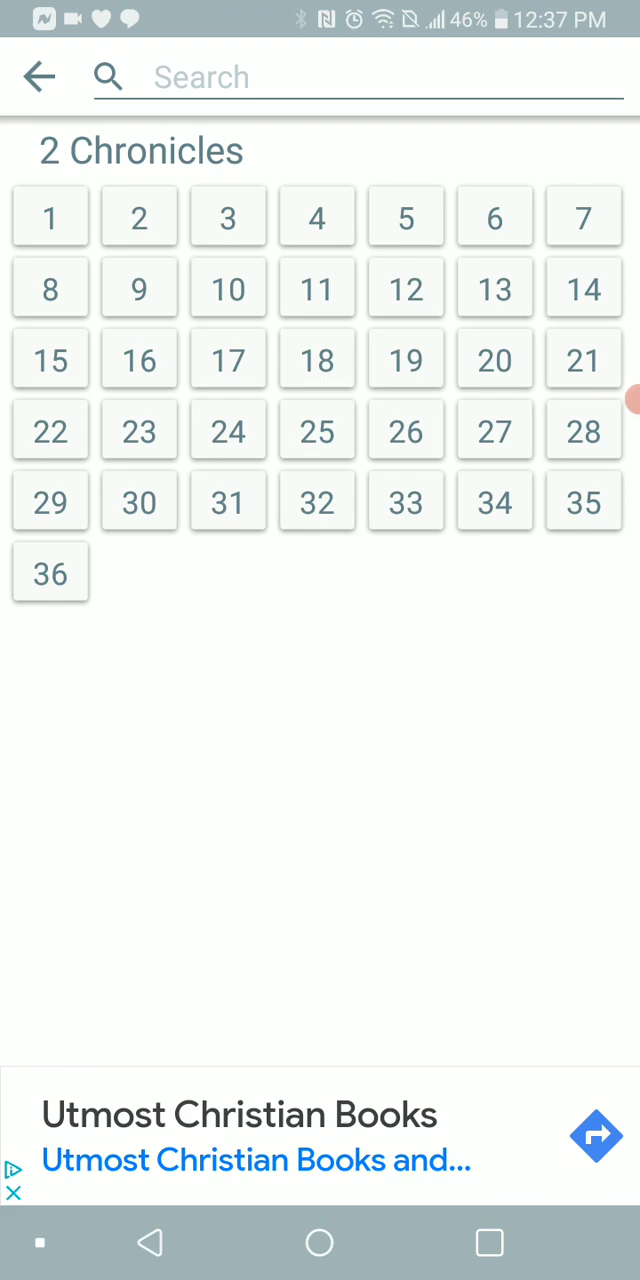 46% 12:37 PM
Search
2 Chronicles
1 2 3 4 5 6 7
8 9 10 11 12 13 14
15 16 17 18 19 20 21
22 23 24 25 26 27 28
29 30 31 32 33 34 35
36
Utmost Christian Books
Utmost Christian Books and...